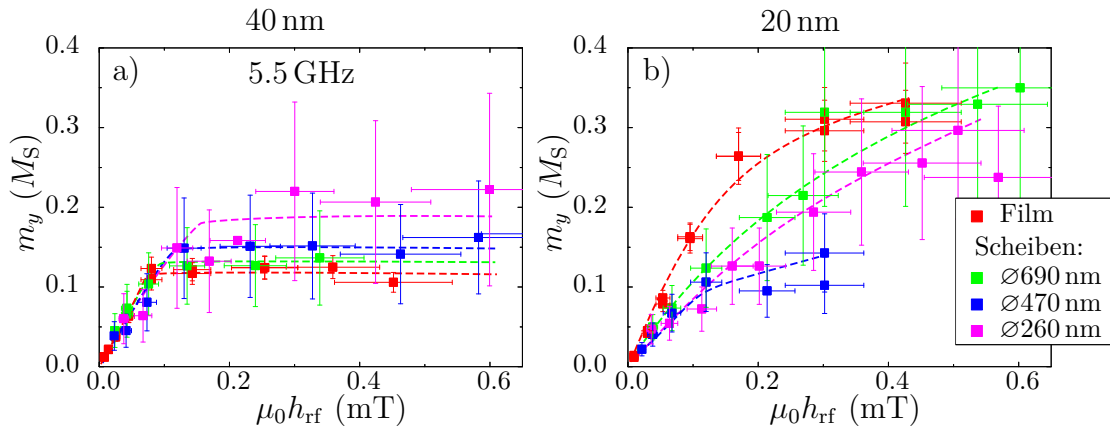 40 nm
20 nm
a)
5.5 GHz
b)
m_y (M_S)
0.4
0.3
0.2
0.1
0.0
0.0 0.2 0.4 0.6
μ₀h_rf (mT)
m_y (M_S)
0.4
0.3
0.2
0.1
0.0
0.0 0.2 0.4 0.6
μ₀h_rf (mT)
Film
Scheiben:
∅690 nm
∅470 nm
∅260 nm